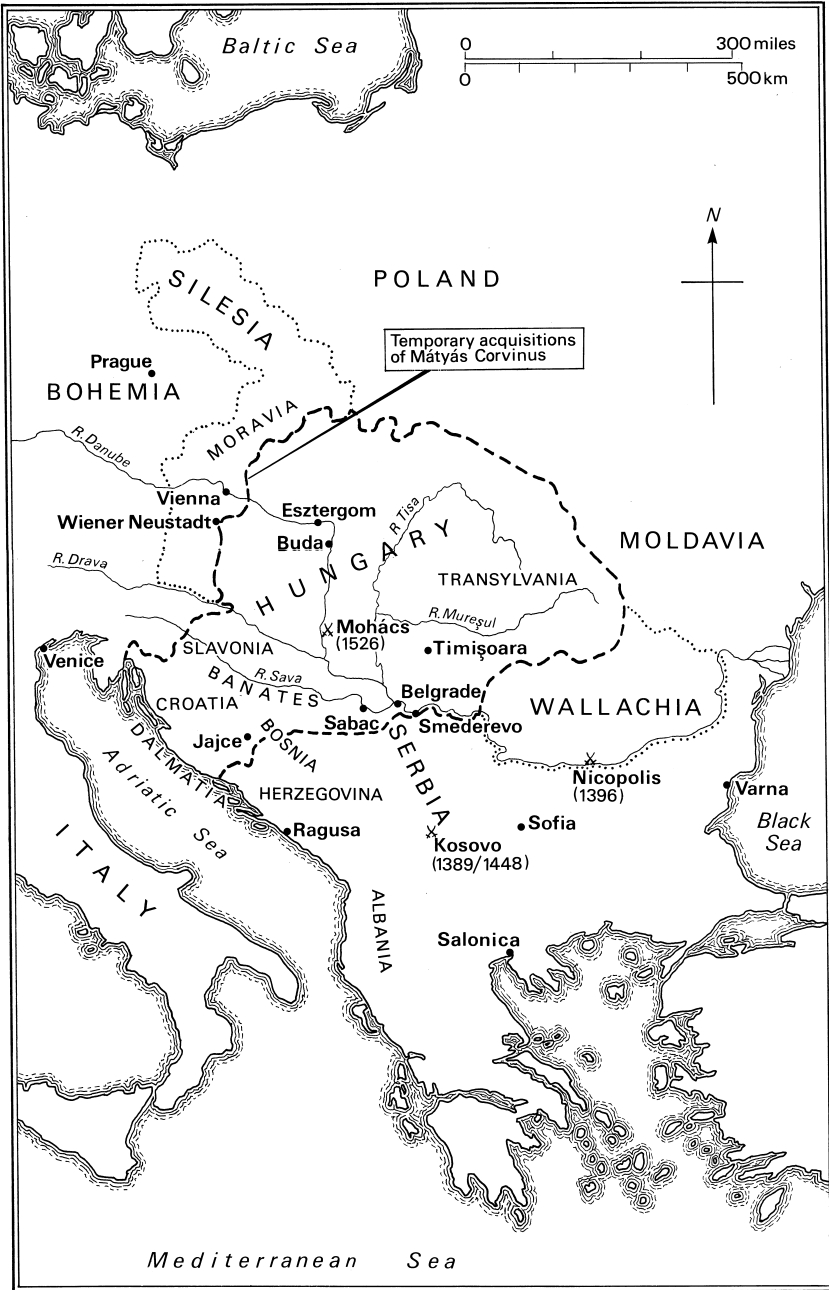 Baltic Sea
0 300 miles
0 500 km
N
POLAND
SILESIA
Temporary acquisitions
of Mátyás Corvinus
Prague
BOHEMIA
MORAVIA
R. Danube
Vienna
Wiener Neustadt
Esztergom
Buda
R Tisa
HUNGARY
MOLDAVIA
R. Drava
TRANSYLVANIA
R. Mureşul
Mohács
(1526)
Timişoara
SLAVONIA
Venice
R. Sava
BANATES
CROATIA
Belgrade
Sabac
Smederevo
WALLACHIA
Jajce
BOSNIA
SERBIA
DALMATIA
Nicopolis
(1396)
Varna
HERZEGOVINA
Adriatic Sea
Ragusa
Sofia
Black
Sea
Kosovo
(1389/1448)
ITALY
ALBANIA
Salonica
Mediterranean Sea